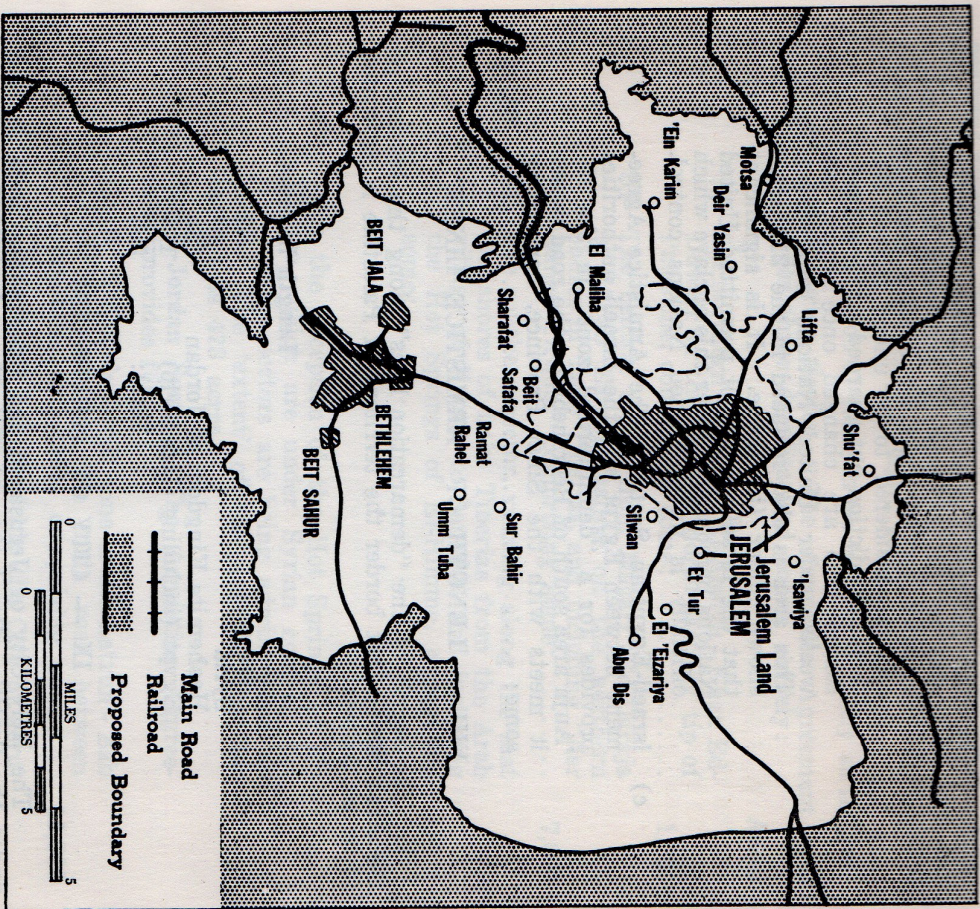 Shu'fat
Lifta
'Isawiya
Jerusalem Land
Motsa
JERUSALEM
Deir Yasin
Et Tur
'Ein Karim
El 'Eizariya
Silwan
Abu Dis
El Maliha
Beit
Safafa
Sur Bahir
Sharafat
Ramat
Rahel
Umm Tuba
BETHLEHEM
BEIT JALA
BEIT SAHUR
Main Road
Railroad
Proposed Boundary
0 MILES 5
0 KILOMETRES 5